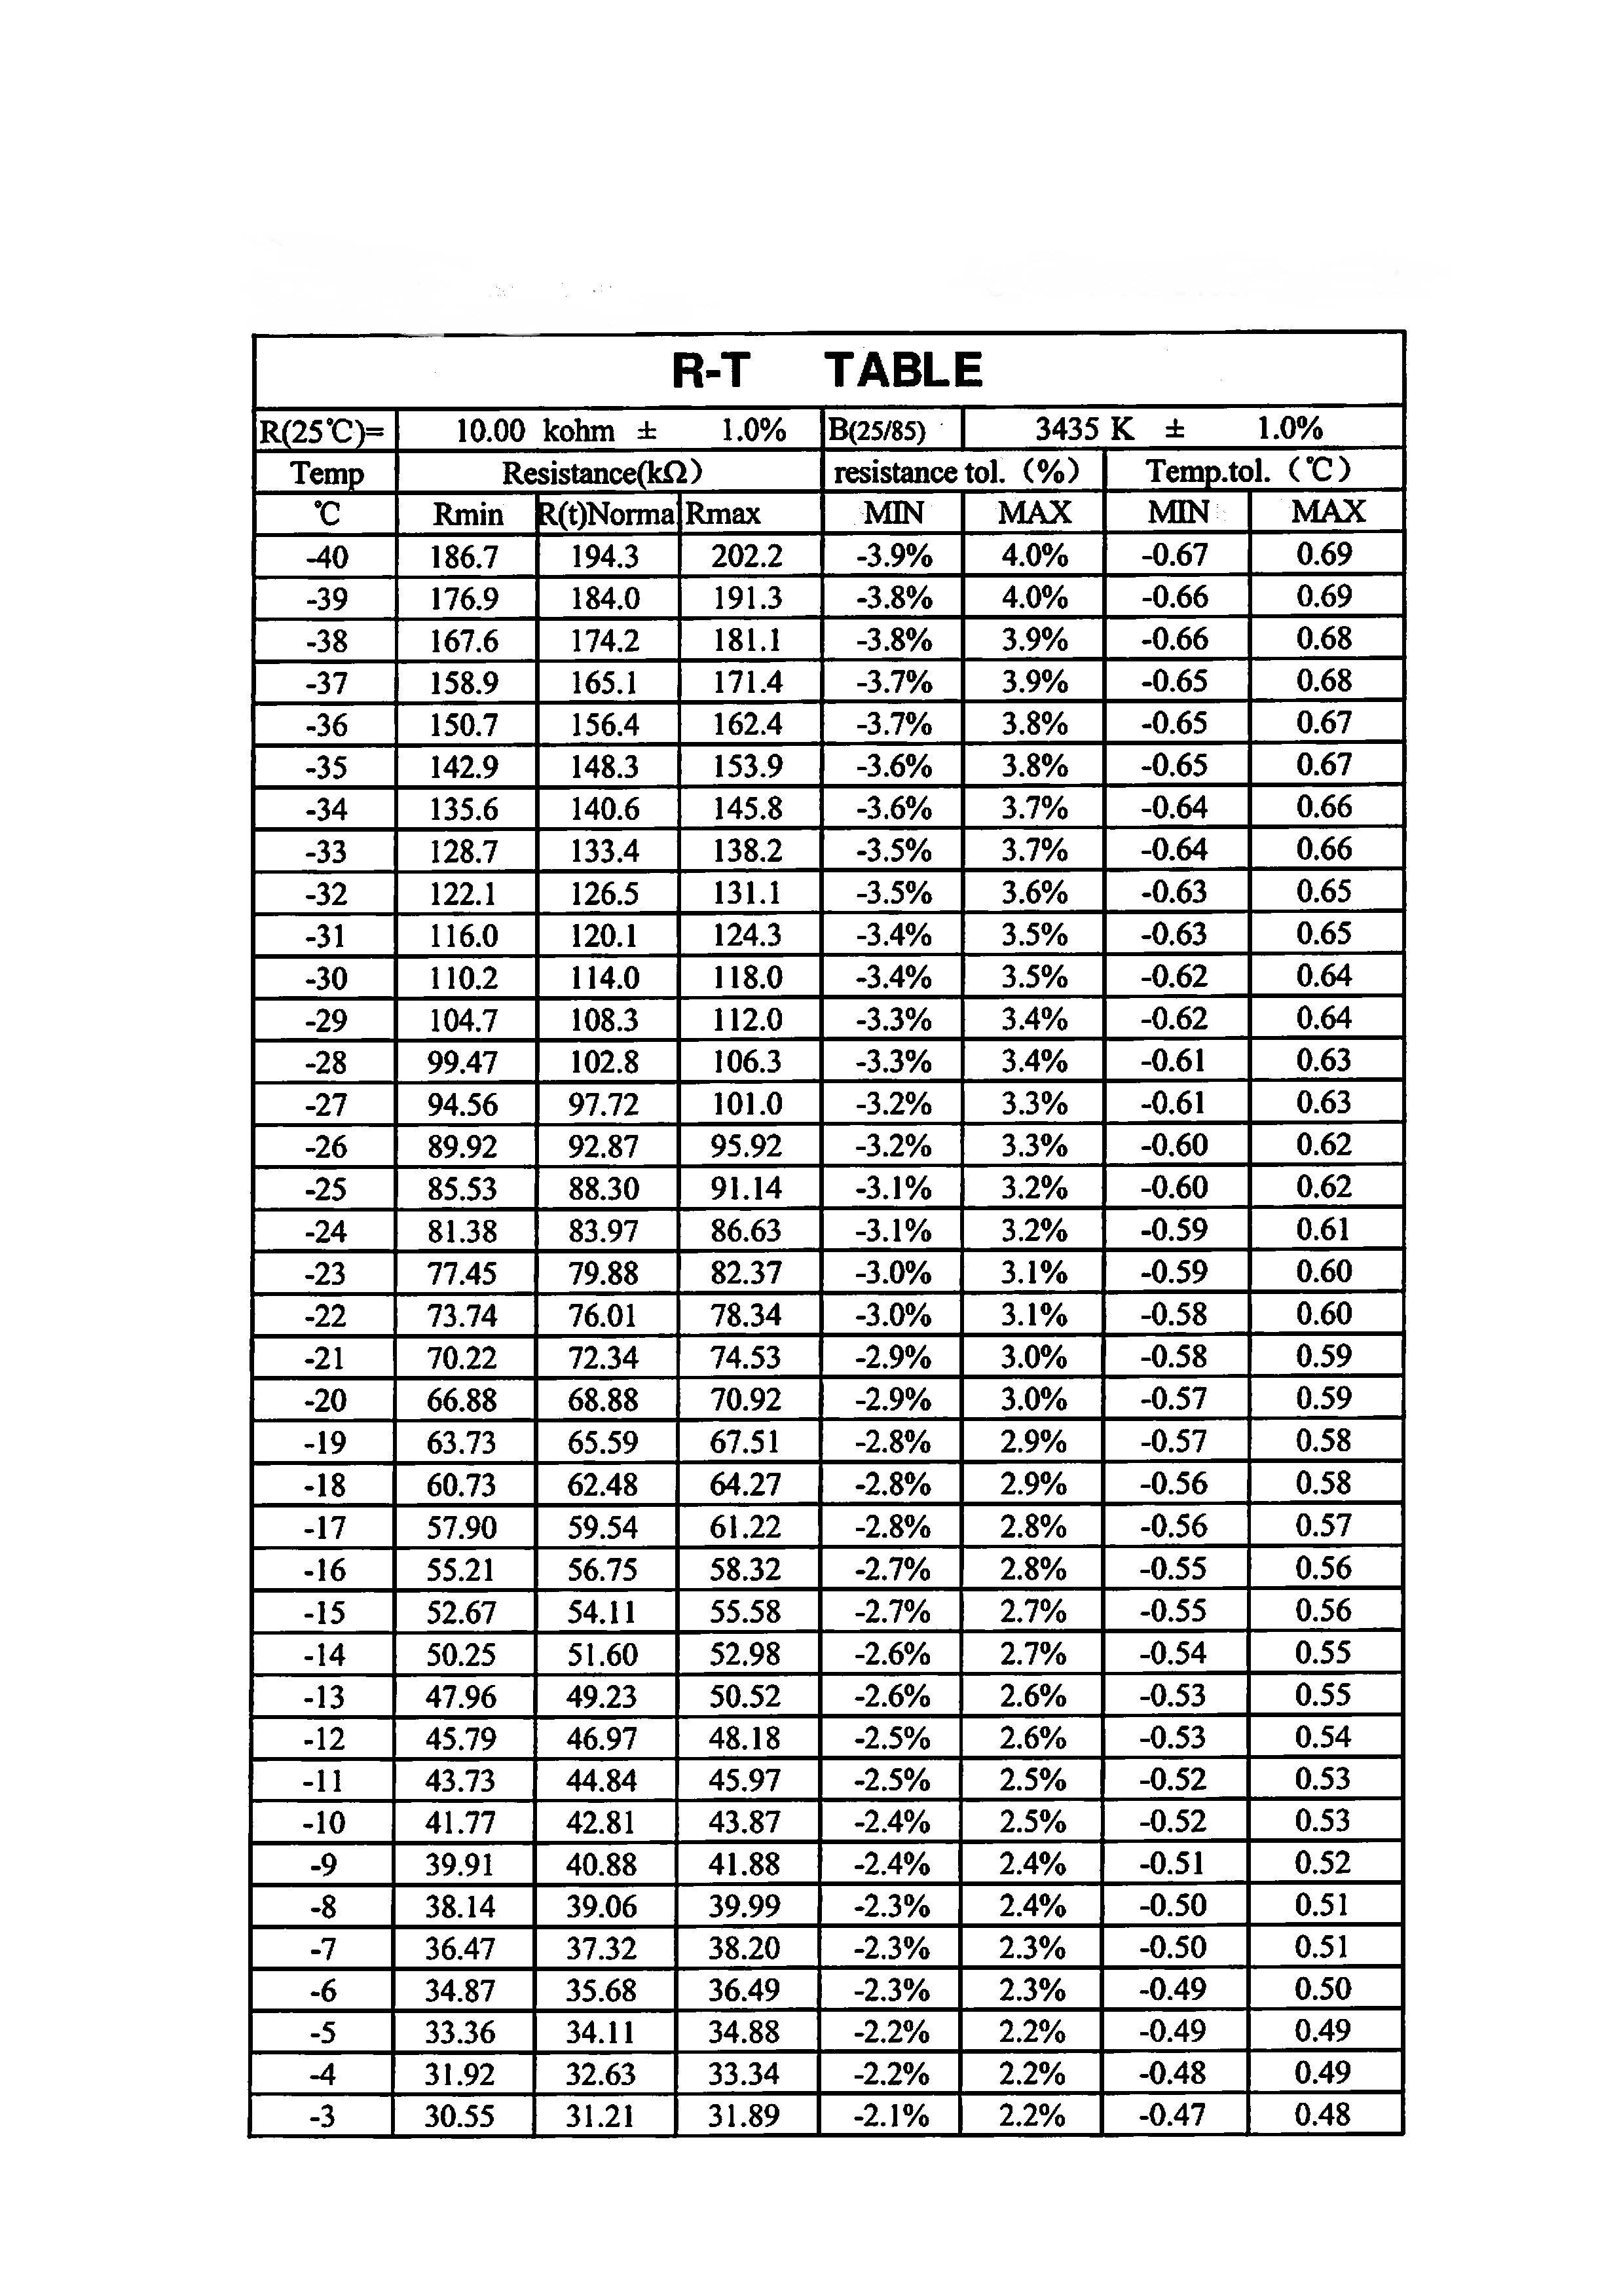 R-T TABLE
R(25℃)= 10.00 kohm ± 1.0% B(25/85) 3435 K ± 1.0%
Temp Resistance(kΩ) resistance tol. (%) Temp.tol. (℃)
℃ Rmin R(t)Norma Rmax MIN MAX MIN MAX
-40 186.7 194.3 202.2 -3.9% 4.0% -0.67 0.69
-39 176.9 184.0 191.3 -3.8% 4.0% -0.66 0.69
-38 167.6 174.2 181.1 -3.8% 3.9% -0.66 0.68
-37 158.9 165.1 171.4 -3.7% 3.9% -0.65 0.68
-36 150.7 156.4 162.4 -3.7% 3.8% -0.65 0.67
-35 142.9 148.3 153.9 -3.6% 3.8% -0.65 0.67
-34 135.6 140.6 145.8 -3.6% 3.7% -0.64 0.66
-33 128.7 133.4 138.2 -3.5% 3.7% -0.64 0.66
-32 122.1 126.5 131.1 -3.5% 3.6% -0.63 0.65
-31 116.0 120.1 124.3 -3.4% 3.5% -0.63 0.65
-30 110.2 114.0 118.0 -3.4% 3.5% -0.62 0.64
-29 104.7 108.3 112.0 -3.3% 3.4% -0.62 0.64
-28 99.47 102.8 106.3 -3.3% 3.4% -0.61 0.63
-27 94.56 97.72 101.0 -3.2% 3.3% -0.61 0.63
-26 89.92 92.87 95.92 -3.2% 3.3% -0.60 0.62
-25 85.53 88.30 91.14 -3.1% 3.2% -0.60 0.62
-24 81.38 83.97 86.63 -3.1% 3.2% -0.59 0.61
-23 77.45 79.88 82.37 -3.0% 3.1% -0.59 0.60
-22 73.74 76.01 78.34 -3.0% 3.1% -0.58 0.60
-21 70.22 72.34 74.53 -2.9% 3.0% -0.58 0.59
-20 66.88 68.88 70.92 -2.9% 3.0% -0.57 0.59
-19 63.73 65.59 67.51 -2.8% 2.9% -0.57 0.58
-18 60.73 62.48 64.27 -2.8% 2.9% -0.56 0.58
-17 57.90 59.54 61.22 -2.8% 2.8% -0.56 0.57
-16 55.21 56.75 58.32 -2.7% 2.8% -0.55 0.56
-15 52.67 54.11 55.58 -2.7% 2.7% -0.55 0.56
-14 50.25 51.60 52.98 -2.6% 2.7% -0.54 0.55
-13 47.96 49.23 50.52 -2.6% 2.6% -0.53 0.55
-12 45.79 46.97 48.18 -2.5% 2.6% -0.53 0.54
-11 43.73 44.84 45.97 -2.5% 2.5% -0.52 0.53
-10 41.77 42.81 43.87 -2.4% 2.5% -0.52 0.53
-9 39.91 40.88 41.88 -2.4% 2.4% -0.51 0.52
-8 38.14 39.06 39.99 -2.3% 2.4% -0.50 0.51
-7 36.47 37.32 38.20 -2.3% 2.3% -0.50 0.51
-6 34.87 35.68 36.49 -2.3% 2.3% -0.49 0.50
-5 33.36 34.11 34.88 -2.2% 2.2% -0.49 0.49
-4 31.92 32.63 33.34 -2.2% 2.2% -0.48 0.49
-3 30.55 31.21 31.89 -2.1% 2.2% -0.47 0.48